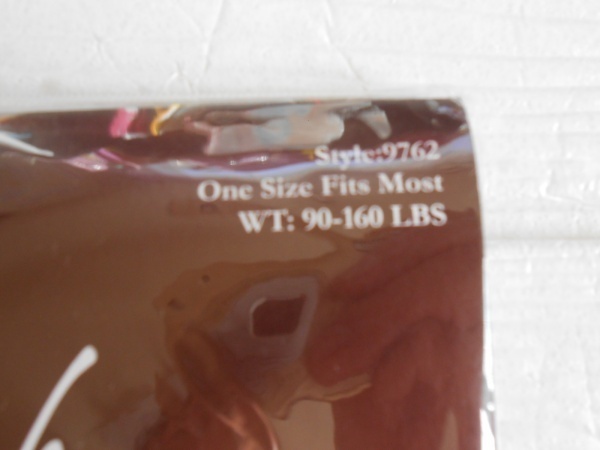 Style:9762
One Size Fits Most
WT: 90-160 LBS